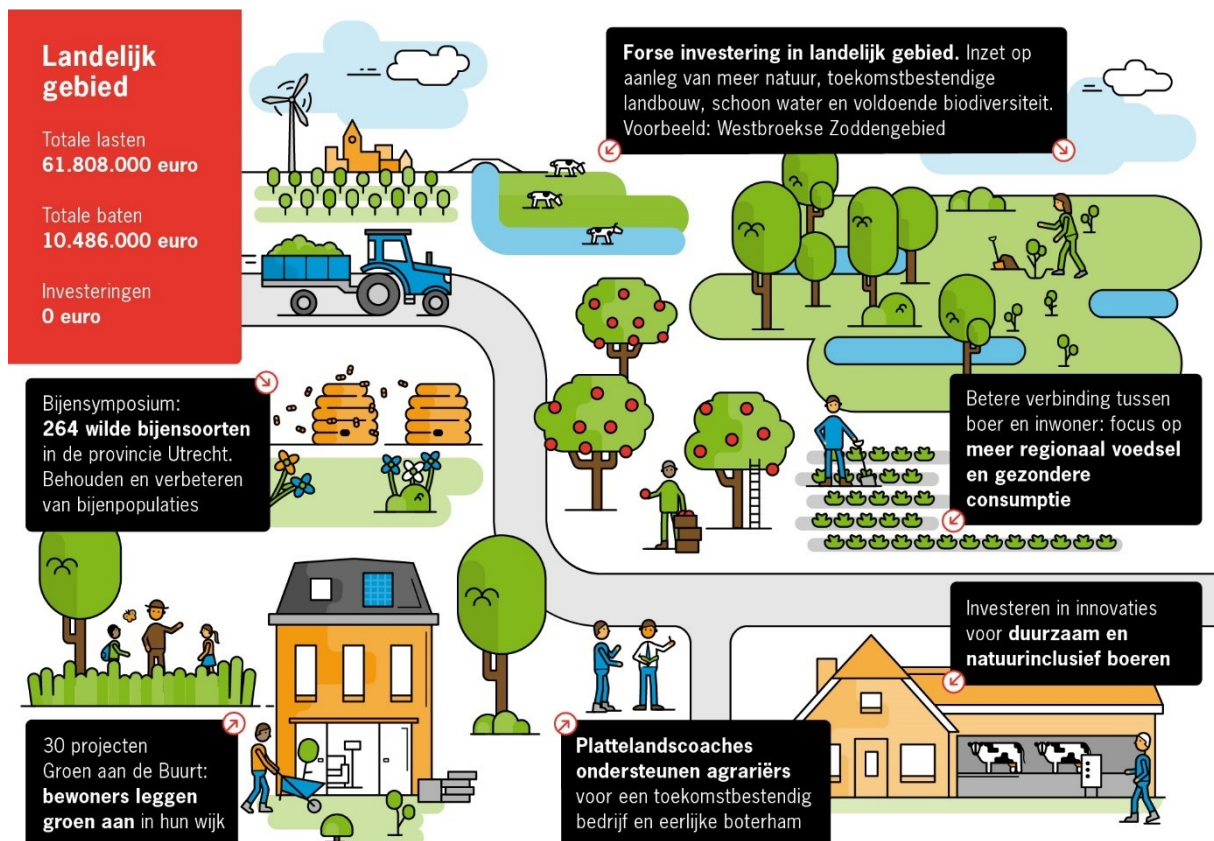 Landelijk
gebied
Totale lasten
61.808.000 euro
Totale baten
10.486.000 euro
Investeringen
0 euro
Forse investering in landelijk gebied. Inzet op
aanleg van meer natuur, toekomstbestendige
landbouw, schoon water en voldoende biodiversiteit.
Voorbeeld: Westbroekse Zoddengebied
Bijensymposium:
264 wilde bijensoorten
in de provincie Utrecht.
Behouden en verbeteren
van bijenpopulaties
Betere verbinding tussen
boer en inwoner: focus op
meer regionaal voedsel
en gezondere
consumptie
Investeren in innovaties
voor duurzaam en
natuurinclusief boeren
30 projecten
Groen aan de Buurt:
bewoners leggen
groen aan in hun wijk
Plattelandscoaches
ondersteunen agrariërs
voor een toekomstbestendig
bedrijf en eerlijke boterham